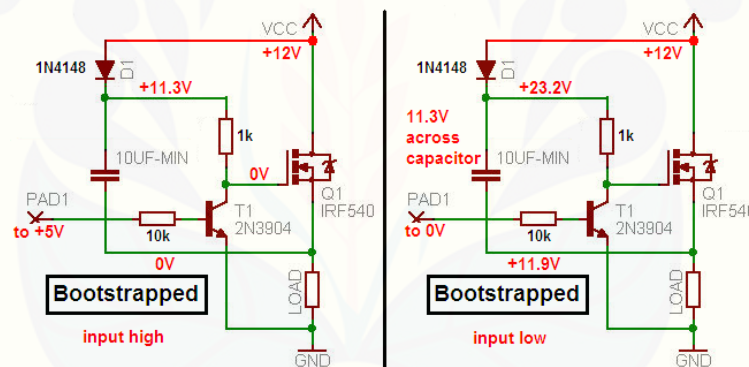 VCC
+12V
1N4148
D1
+11.3V
1k
10UF-MIN
0V
Q1
IRF540
PAD1
to +5V
10k
T1
2N3904
0V
LOAD
Bootstrapped
input high
GND
VCC
+12V
1N4148
D1
+23.2V
11.3V
across
capacitor
1k
10UF-MIN
Q1
IRF540
PAD1
to 0V
10k
T1
2N3904
+11.9V
LOAD
Bootstrapped
input low
GND